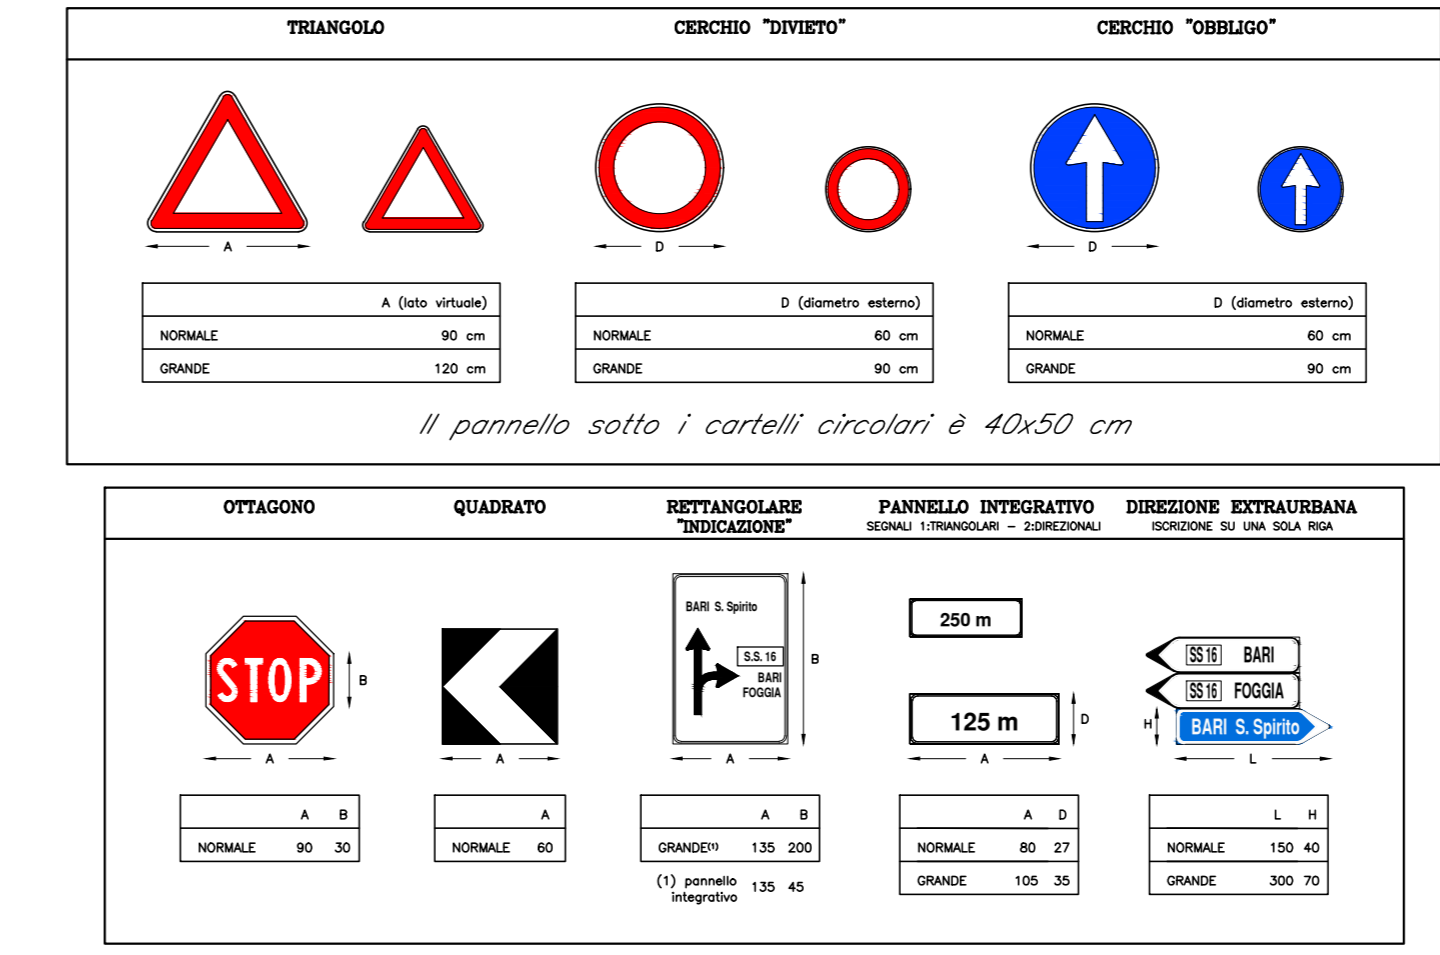 TRIANGOLO
CERCHIO "DIVIETO"
CERCHIO "OBBLIGO"
A
D
D
A (lato virtuale)
NORMALE 90 cm
GRANDE 120 cm
D (diametro esterno)
NORMALE 60 cm
GRANDE 90 cm
D (diametro esterno)
NORMALE 60 cm
GRANDE 90 cm
Il pannello sotto i cartelli circolari è 40x50 cm
OTTAGONO
STOP
B
A
A B
NORMALE 90 30
QUADRATO
A
A
NORMALE 60
RETTANGOLARE
"INDICAZIONE"
BARI S. Spirito
S.S. 16
BARI
FOGGIA
B
A
A B
GRANDE(1) 135 200
(1) pannello
integrativo 135 45
PANNELLO INTEGRATIVO
SEGNALI 1:TRIANGOLARI – 2:DIREZIONALI
250 m
125 m
D
A
A D
NORMALE 80 27
GRANDE 105 35
DIREZIONE EXTRAURBANA
ISCRIZIONE SU UNA SOLA RIGA
SS 16 BARI
SS 16 FOGGIA
H
BARI S. Spirito
L
L H
NORMALE 150 40
GRANDE 300 70